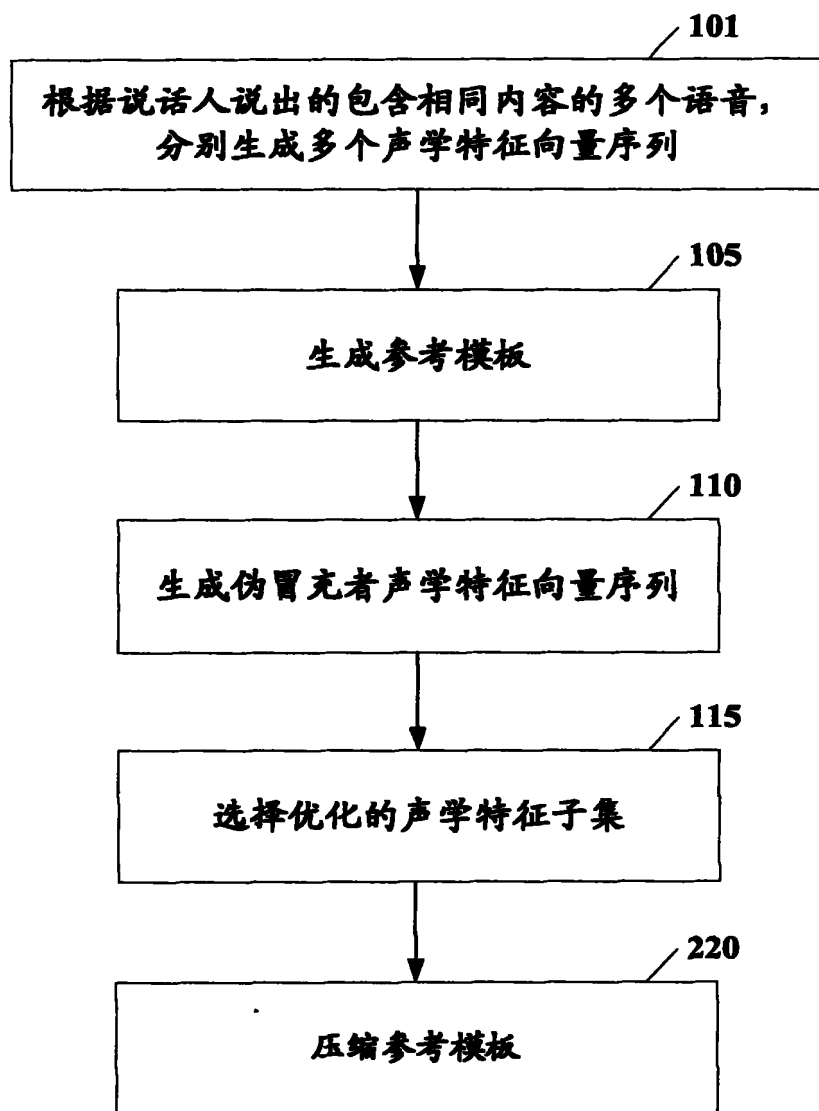 101
根据说话人说出的包含相同内容的多个语音，
分别生成多个声学特征向量序列
105
生成参考模板
110
生成伪冒充者声学特征向量序列
115
选择优化的声学特征子集
220
压缩参考模板